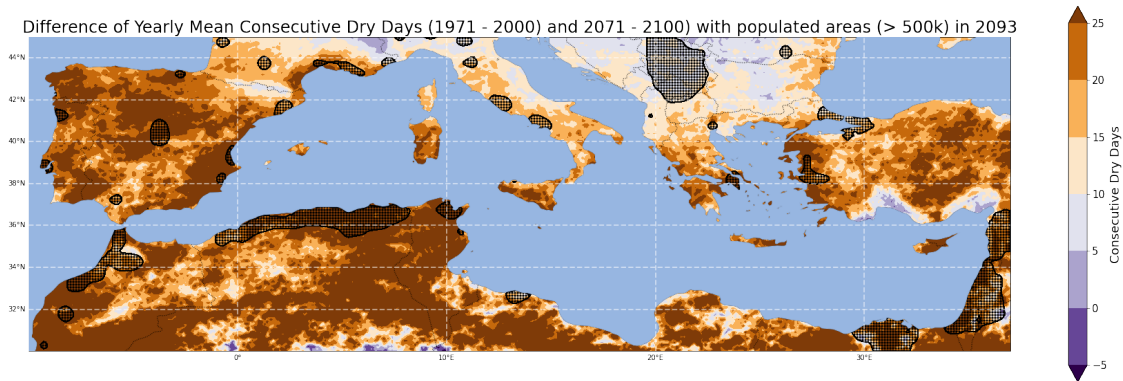 Difference of Yearly Mean Consecutive Dry Days (1971 - 2000) and 2071 - 2100) with populated areas (> 500k) in 2093
44°N
42°N
40°N
38°N
36°N
34°N
32°N
0°
10°E
20°E
30°E
25
20
15
10
5
0
−5
Consecutive Dry Days